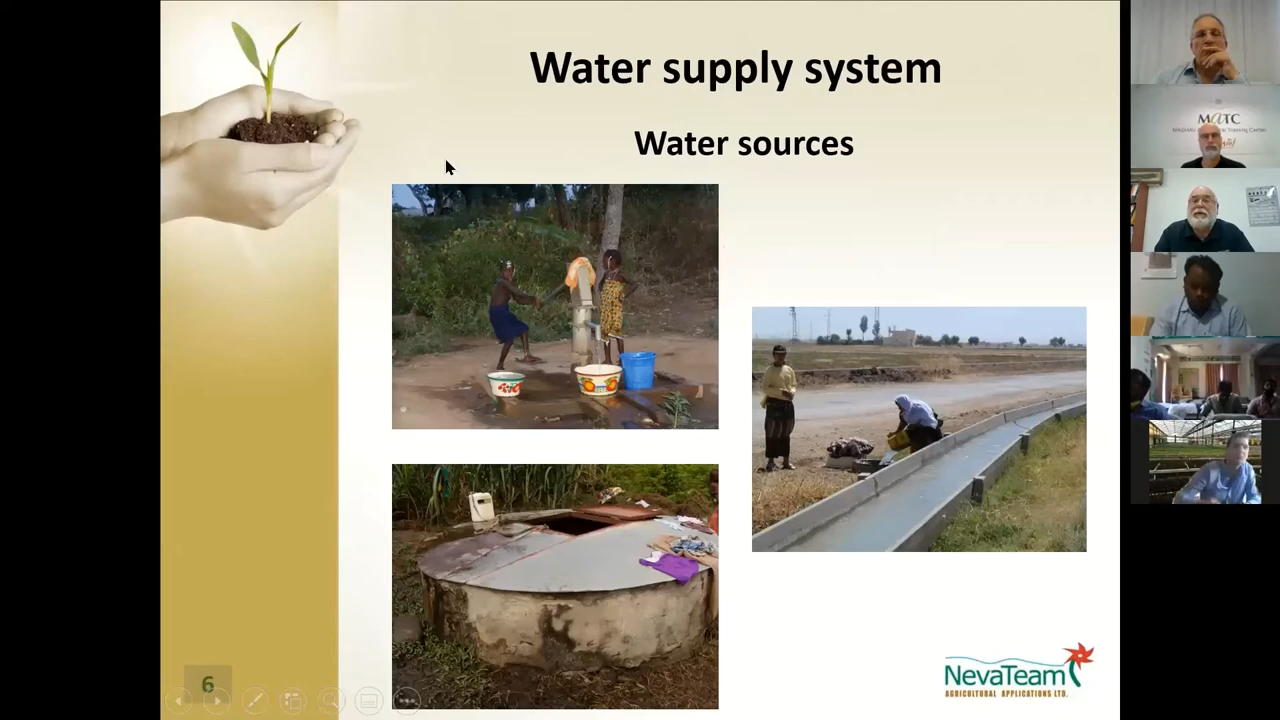 Water supply system
Water sources
MATC
6
NevaTeam
AGRICULTURAL APPLICATIONS LTD.